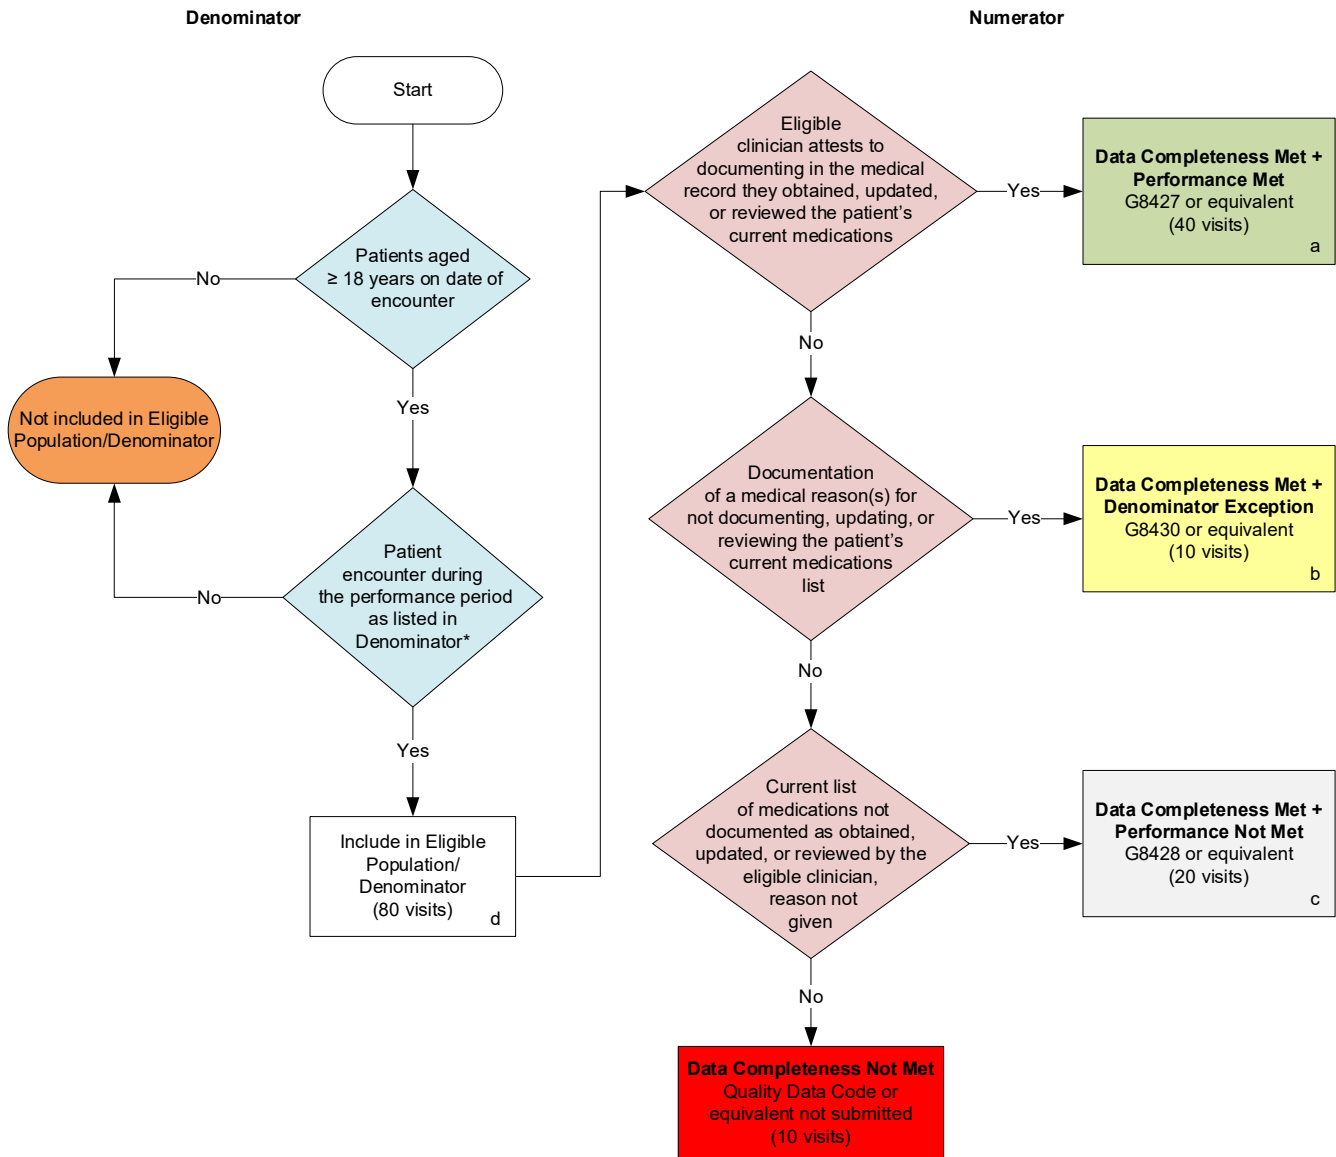 Denominator
Numerator
Start
Patients aged
≥ 18 years on date of
encounter
No
Yes
Not included in Eligible
Population/Denominator
Patient
encounter during
the performance period
as listed in
Denominator*
No
Yes
Include in Eligible
Population/
Denominator
(80 visits)
d
Eligible
clinician attests to
documenting in the medical
record they obtained, updated,
or reviewed the patient’s
current medications
Yes
Data Completeness Met +
Performance Met
G8427 or equivalent
(40 visits)
a
No
Documentation
of a medical reason(s) for
not documenting, updating, or
reviewing the patient’s
current medications
list
Yes
Data Completeness Met +
Denominator Exception
G8430 or equivalent
(10 visits)
b
No
Current list
of medications not
documented as obtained,
updated, or reviewed by the
eligible clinician,
reason not
given
Yes
Data Completeness Met +
Performance Not Met
G8428 or equivalent
(20 visits)
c
No
Data Completeness Not Met
Quality Data Code or
equivalent not submitted
(10 visits)